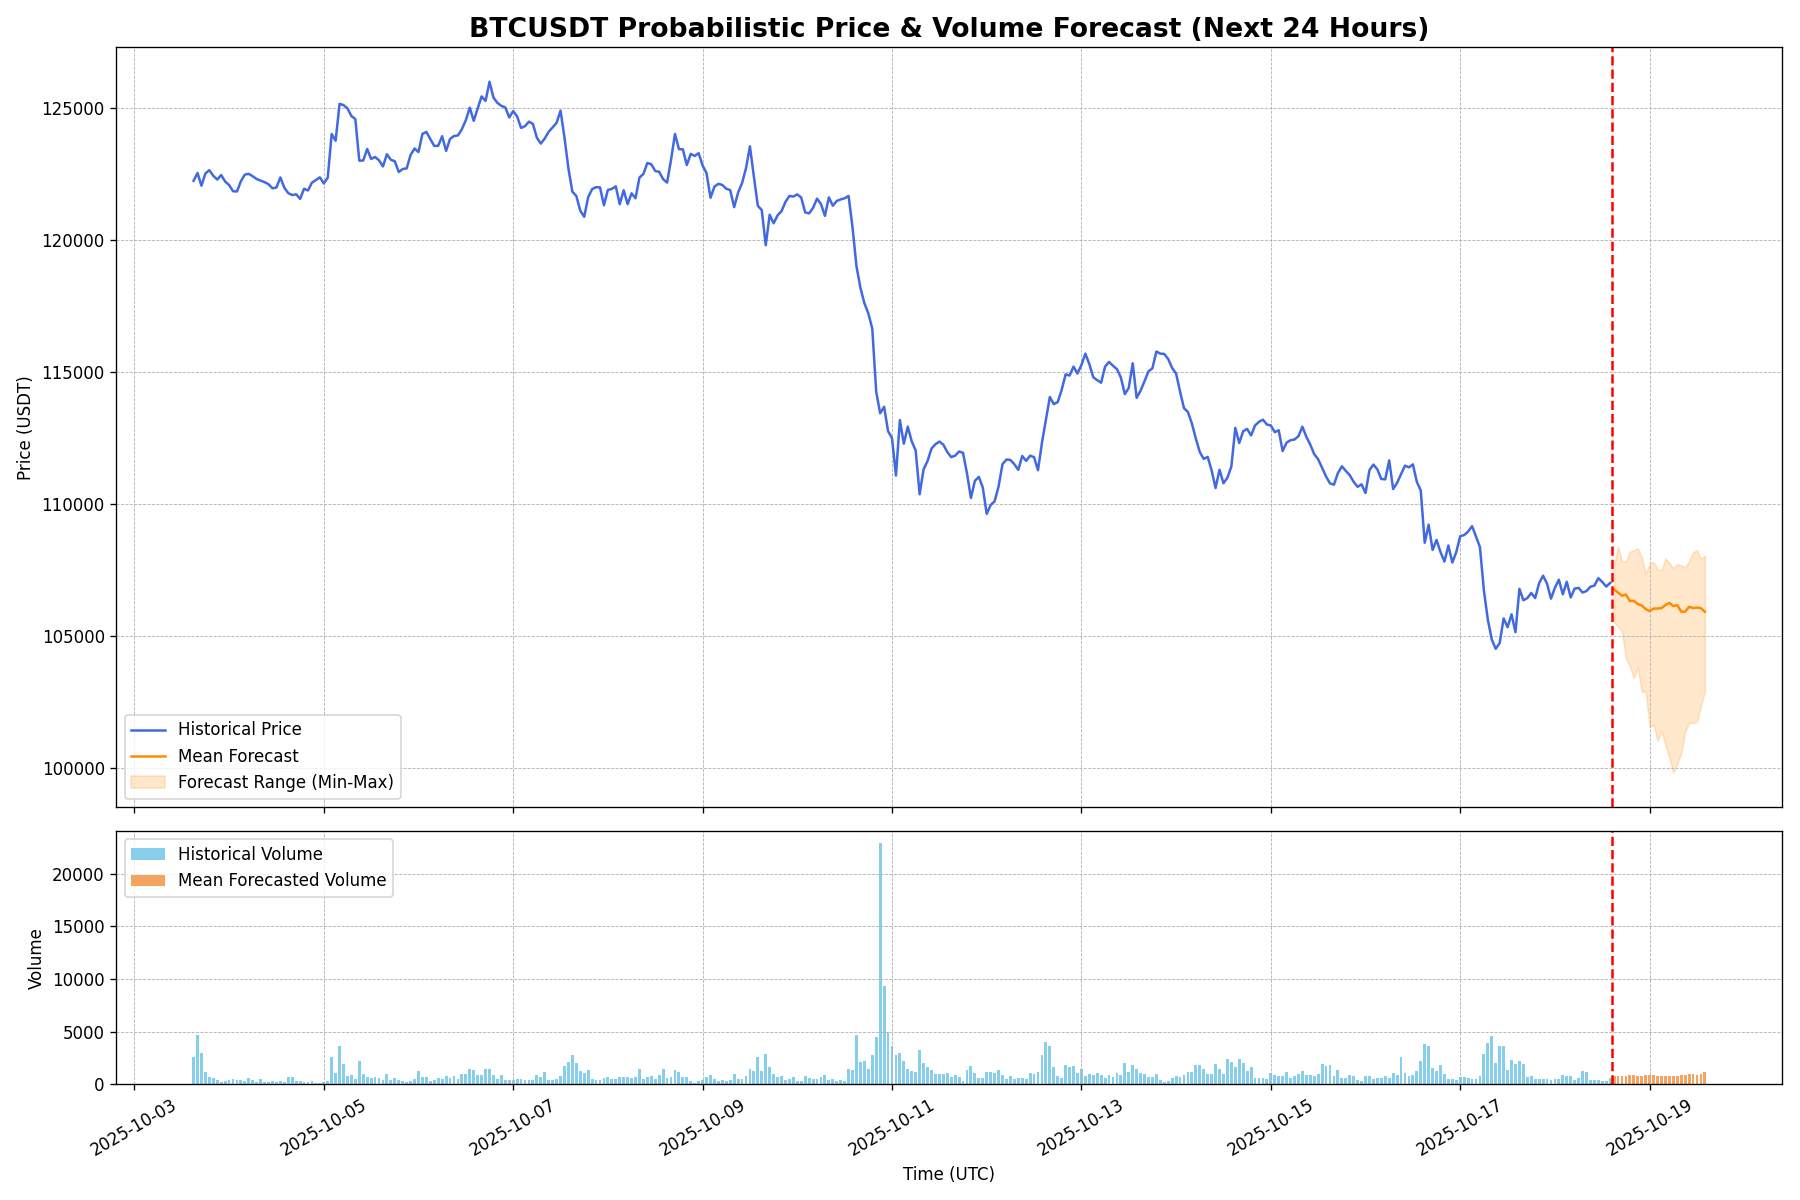 BTCUSDT Probabilistic Price & Volume Forecast (Next 24 Hours)
125000
120000
115000
110000
105000
100000
Price (USDT)
Historical Price
Mean Forecast
Forecast Range (Min-Max)
Historical Volume
Mean Forecasted Volume
20000
15000
10000
5000
0
Volume
2025-10-03
2025-10-05
2025-10-07
2025-10-09
2025-10-11
2025-10-13
2025-10-15
2025-10-17
2025-10-19
Time (UTC)